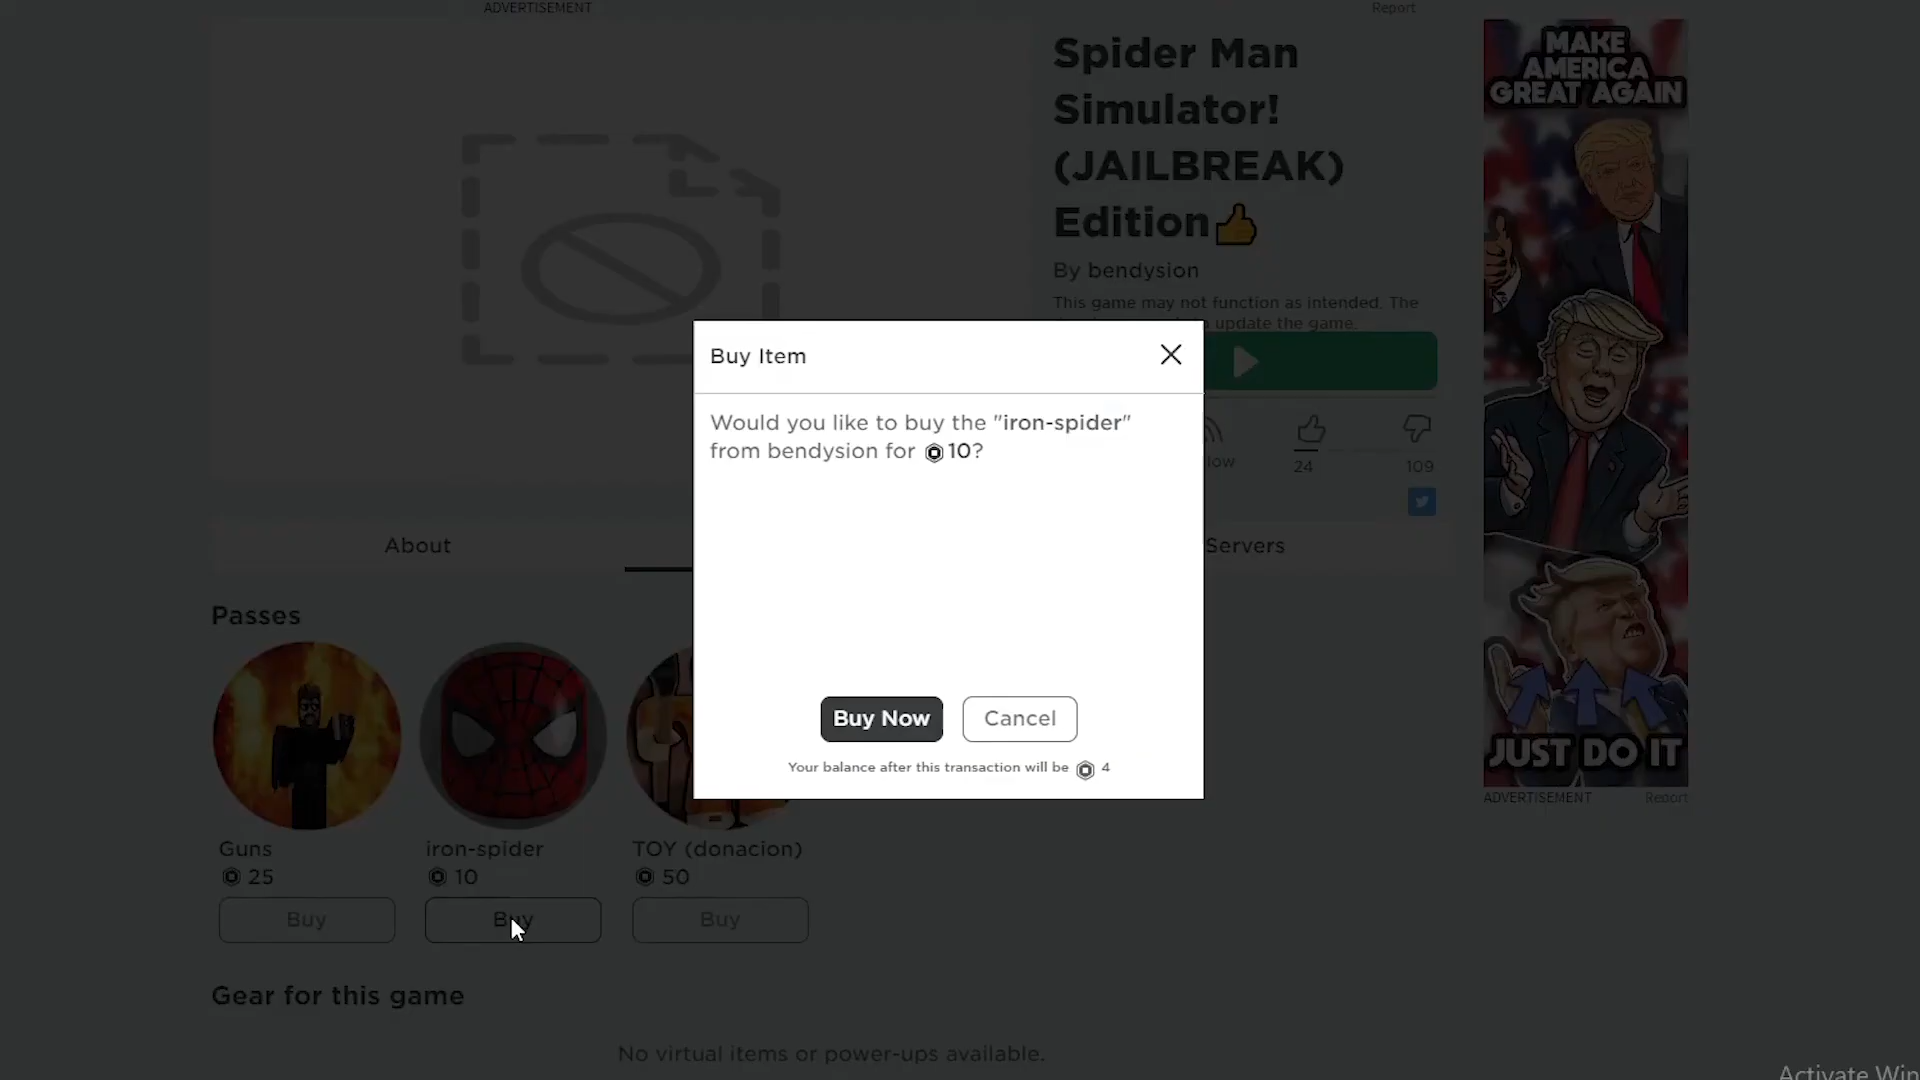 ADVERTISEMENT
Report
Spider Man
Simulator!
(JAILBREAK)
Edition👍
By bendysion
This game may not function as intended. The
update the game.
24
109
MAKE
AMERICA
GREAT AGAIN
JUST DO IT
ADVERTISEMENT
Report
Buy Item
Would you like to buy the "iron-spider"
from bendysion for 10?
Buy Now
Cancel
Your balance after this transaction will be 4
About
Servers
Passes
Guns
25
Buy
iron-spider
10
Buy
TOY (donacion)
50
Buy
Gear for this game
No virtual items or power-ups available.
Activate Win